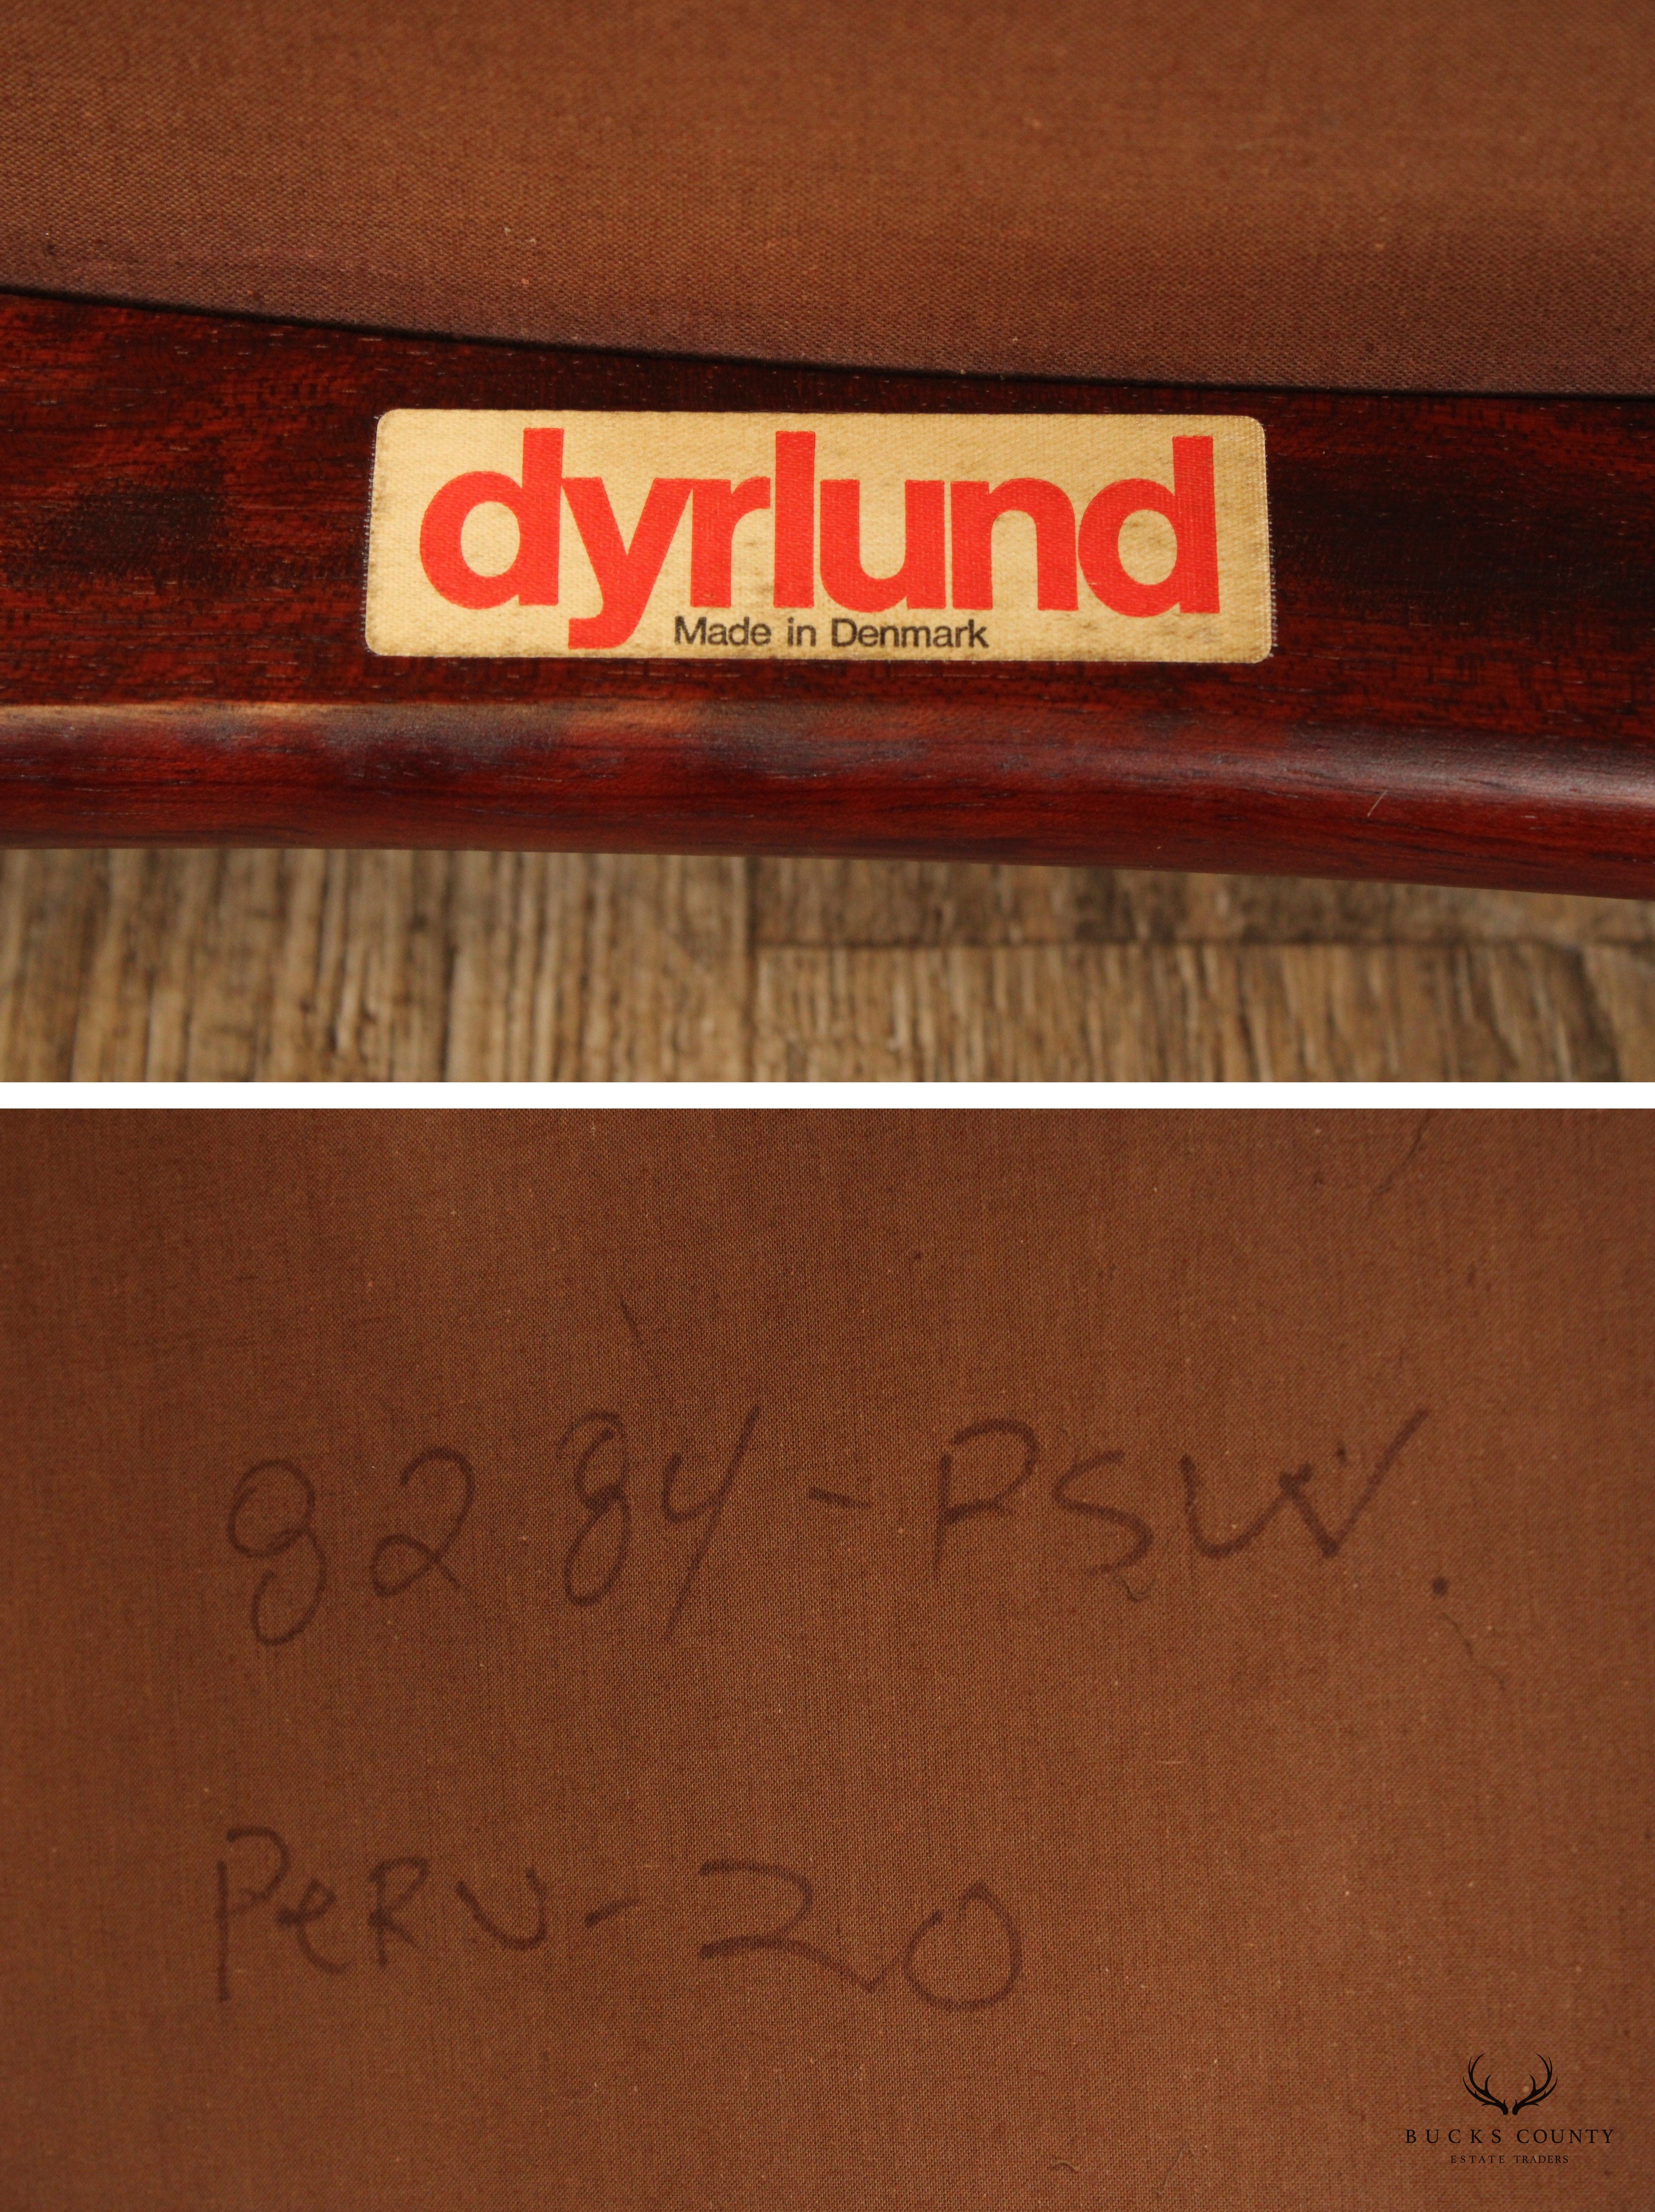 dyrlund
Made in Denmark
8284-PSW.
PeRU-20
BUCKS COUNTY
ESTATE TRADERS